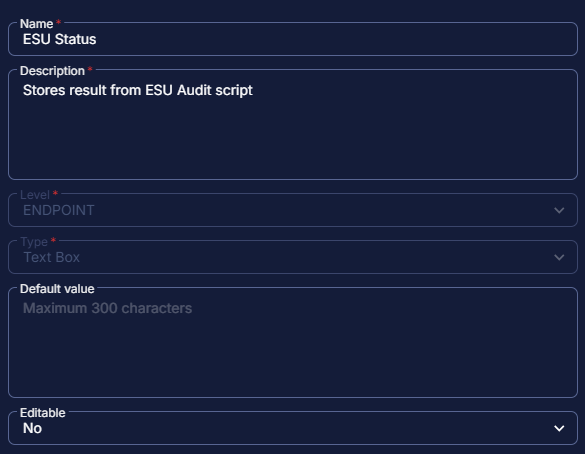 Name *
ESU Status
Description *
Stores result from ESU Audit script
Level *
ENDPOINT
Type *
Text Box
Default value
Maximum 300 characters
Editable
No